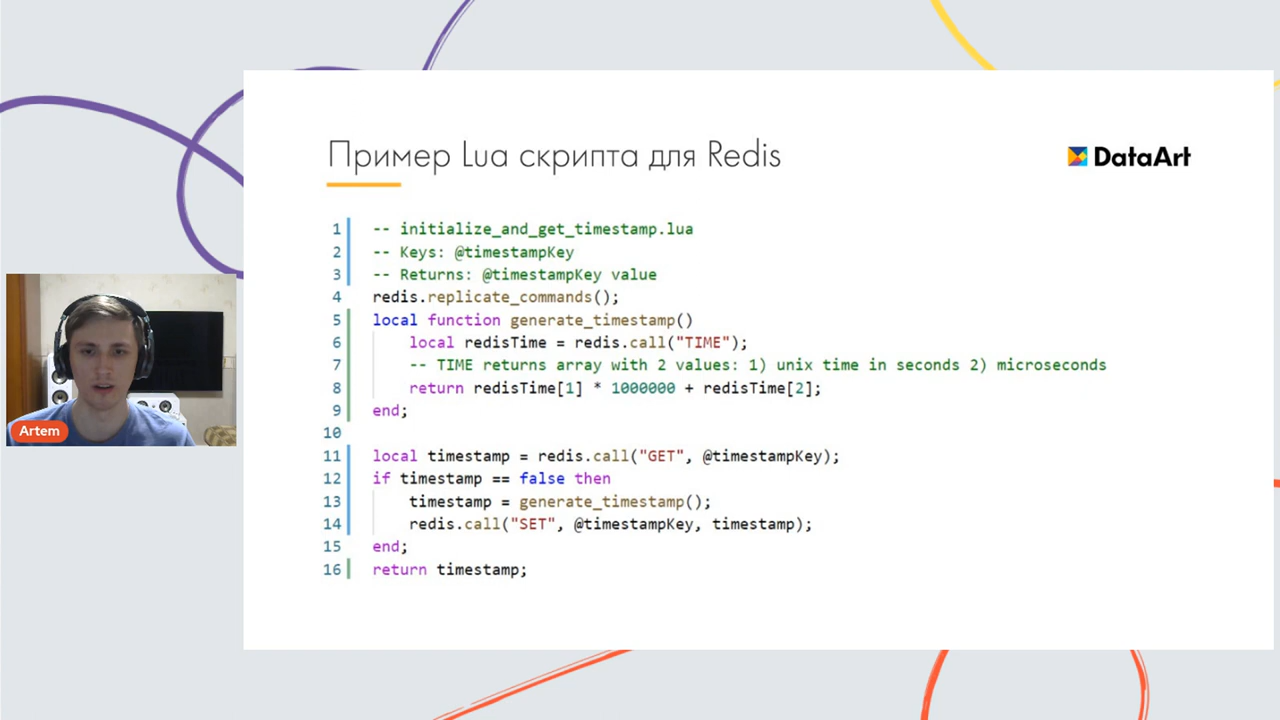 Пример Lua скрипта для Redis
DataArt
1 -- initialize_and_get_timestamp.lua
2 -- Keys: @timestampKey
3 -- Returns: @timestampKey value
4 redis.replicate_commands();
5 local function generate_timestamp()
6 local redisTime = redis.call("TIME");
7 -- TIME returns array with 2 values: 1) unix time in seconds 2) microseconds
8 return redisTime[1] * 1000000 + redisTime[2];
9 end;
10
11 local timestamp = redis.call("GET", @timestampKey);
12 if timestamp == false then
13 timestamp = generate_timestamp();
14 redis.call("SET", @timestampKey, timestamp);
15 end;
16 return timestamp;
Artem